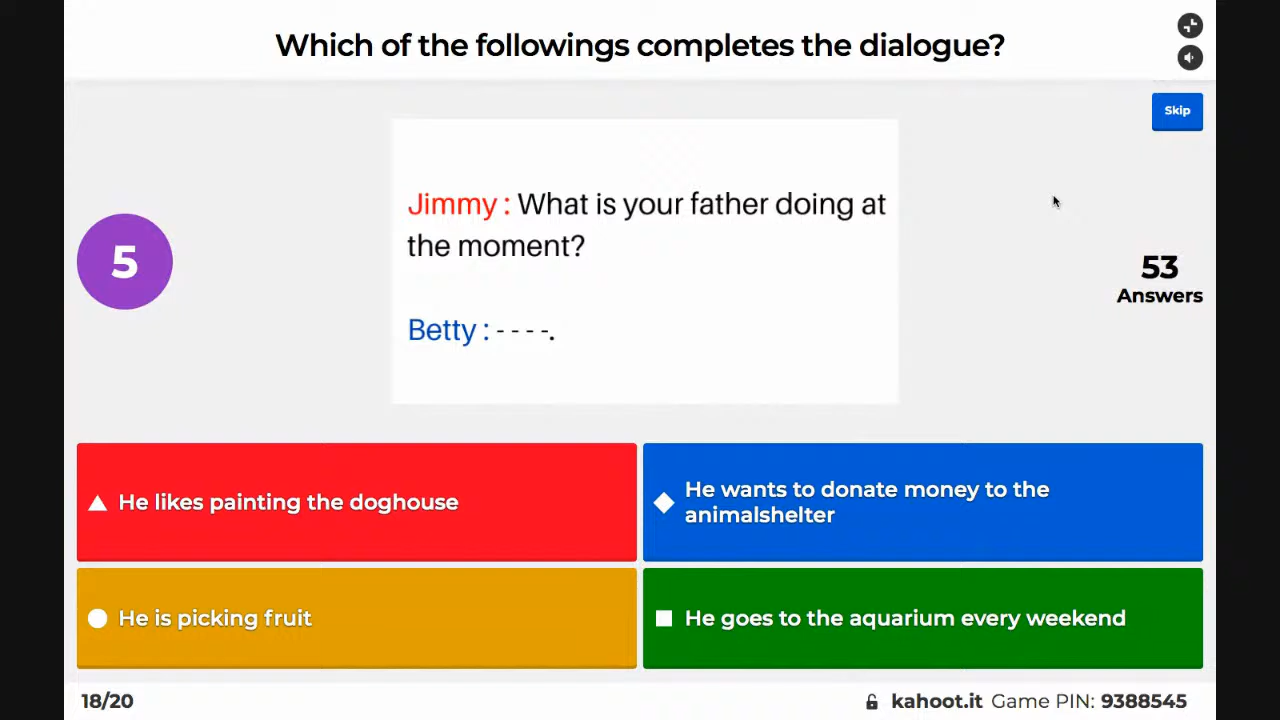 Which of the followings completes the dialogue?
Skip
Jimmy : What is your father doing at
the moment?
5
53
Answers
Betty : - - - -.
He likes painting the doghouse
He wants to donate money to the
animalshelter
He is picking fruit
He goes to the aquarium every weekend
18/20
kahoot.it Game PIN: 9388545